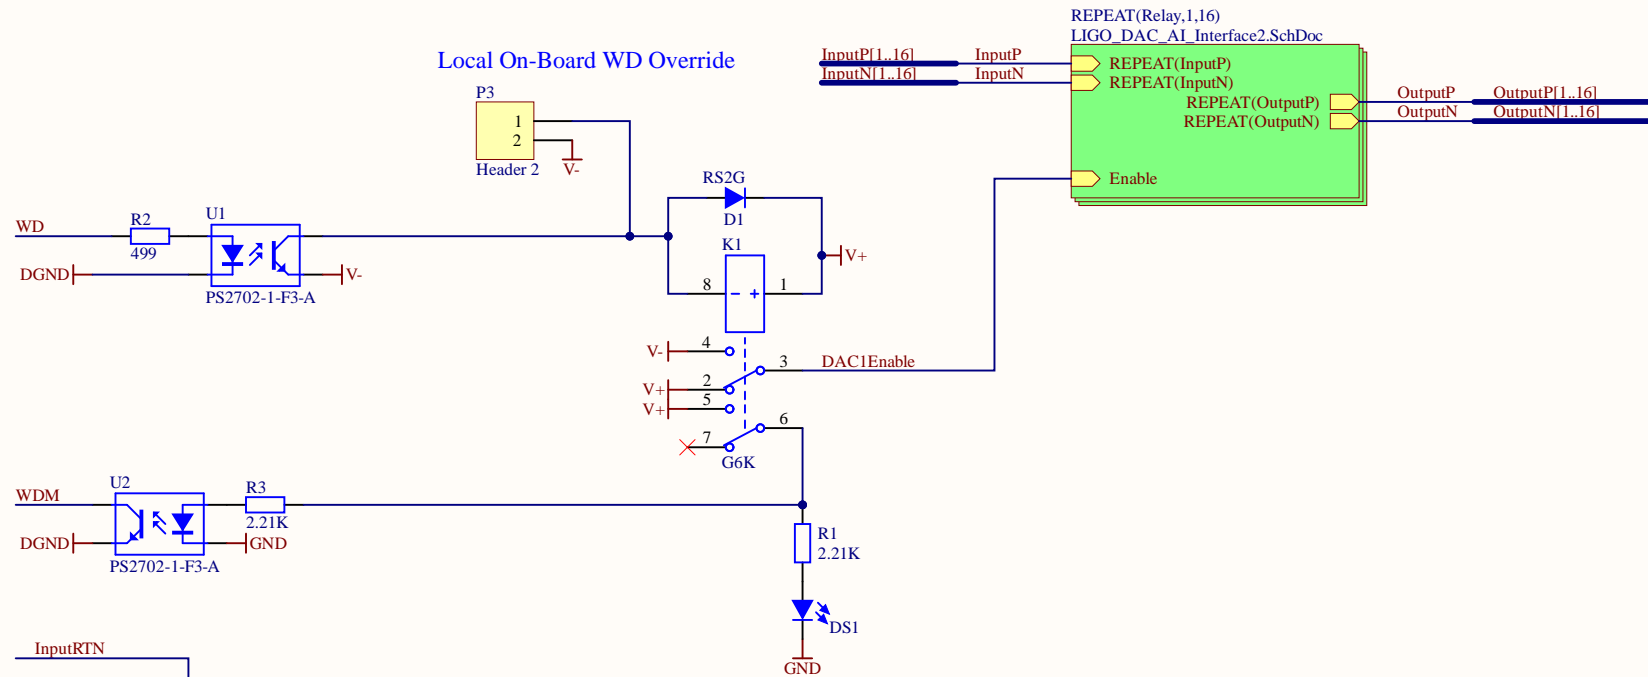 REPEAT(Relay,1,16)
LIGO_DAC_AI_Interface2.SchDoc
Local On-Board WD Override
InputP[1..16]
InputP
REPEAT(InputP)
InputN[1..16]
InputN
REPEAT(InputN)
REPEAT(OutputP)
OutputP
OutputP[1..16]
REPEAT(OutputN)
OutputN
OutputN[1..16]
Enable
P3
1
2
Header 2
V-
RS2G
D1
WD
R2
499
U1
DGND
V-
PS2702-1-F3-A
K1
V+
8
- +
1
V-
4
3
DAC1Enable
V+
2
V+
5
6
7
G6K
WDM
U2
R3
2.21K
DGND
GND
PS2702-1-F3-A
R1
2.21K
DS1
GND
InputRTN